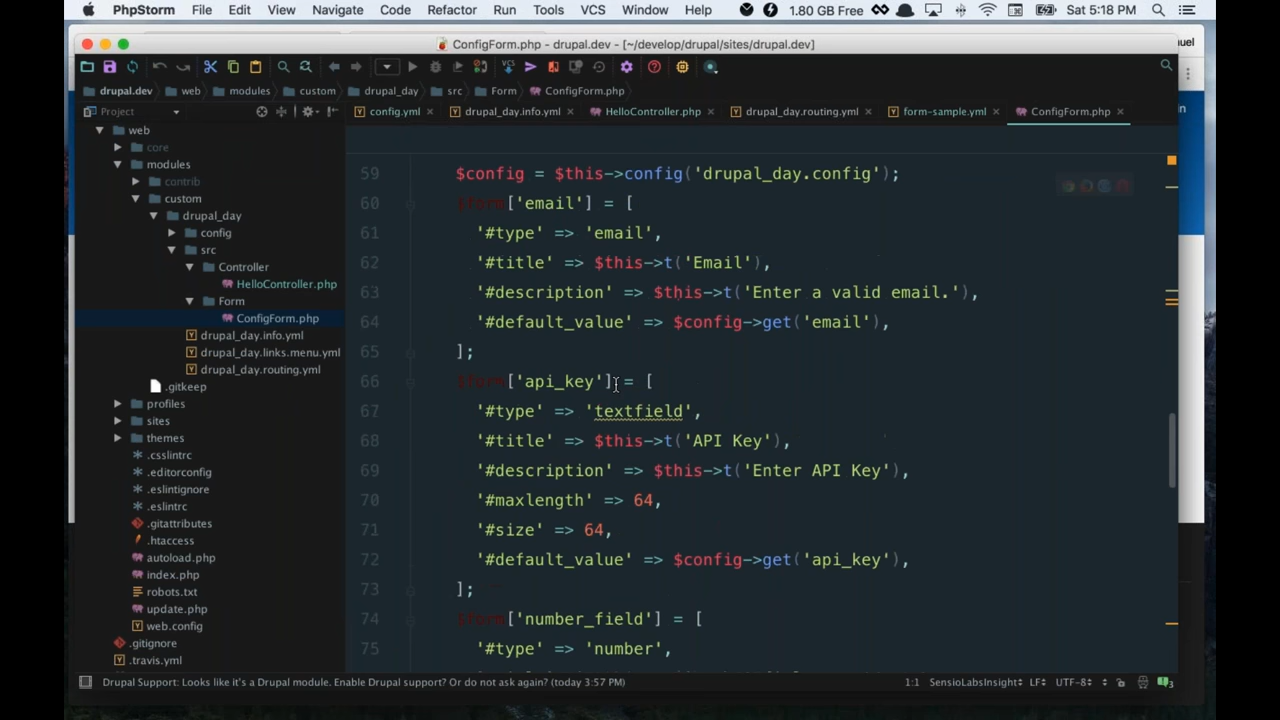 PhpStorm File Edit View Navigate Code Refactor Run Tools VCS Window Help 1.80 GB Free Sat 5:18 PM
ConfigForm.php - drupal.dev - [~/develop/drupal/sites/drupal.dev]
uel
drupal.dev web modules custom drupal_day src Form ConfigForm.php
Project
config.yml drupal_day.info.yml HelloController.php drupal_day.routing.yml form-sample.yml ConfigForm.php
web
core
modules
contrib
custom
drupal_day
config
src
Controller
HelloController.php
Form
ConfigForm.php
drupal_day.info.yml
drupal_day.links.menu.yml
drupal_day.routing.yml
.gitkeep
profiles
sites
themes
.csslintrc
.editorconfig
.eslintignore
.eslintrc
.gitattributes
.htaccess
autoload.php
index.php
robots.txt
update.php
web.config
.gitignore
.travis.yml
59 $config = $this->config('drupal_day.config');
60 $form['email'] = [
61 '#type' => 'email',
62 '#title' => $this->t('Email'),
63 '#description' => $this->t('Enter a valid email.'),
64 '#default_value' => $config->get('email'),
65 ];
66 $form['api_key'] = [
67 '#type' => 'textfield',
68 '#title' => $this->t('API Key'),
69 '#description' => $this->t('Enter API Key'),
70 '#maxlength' => 64,
71 '#size' => 64,
72 '#default_value' => $config->get('api_key'),
73 ];
74 $form['number_field'] = [
75 '#type' => 'number',
Drupal Support: Looks like it's a Drupal module. Enable Drupal support? Or do not ask again? (today 3:57 PM) 1:1 SensioLabsInsight LF UTF-8 3